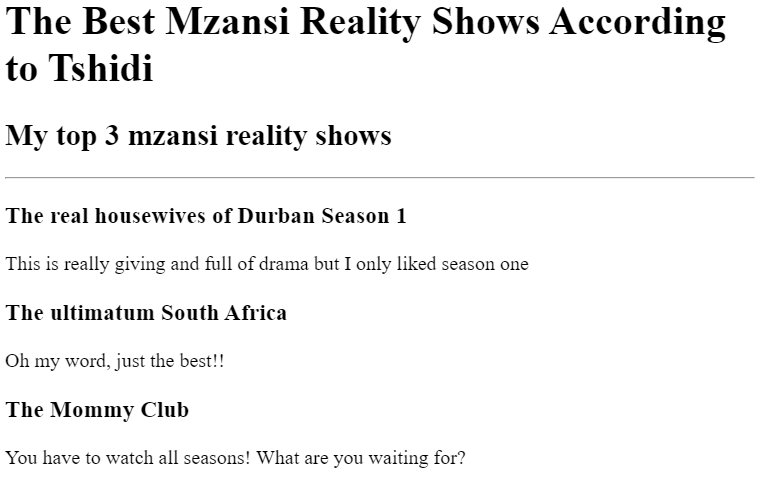 The Best Mzansi Reality Shows According
to Tshidi
My top 3 mzansi reality shows
The real housewives of Durban Season 1
This is really giving and full of drama but I only liked season one
The ultimatum South Africa
Oh my word, just the best!!
The Mommy Club
You have to watch all seasons! What are you waiting for?